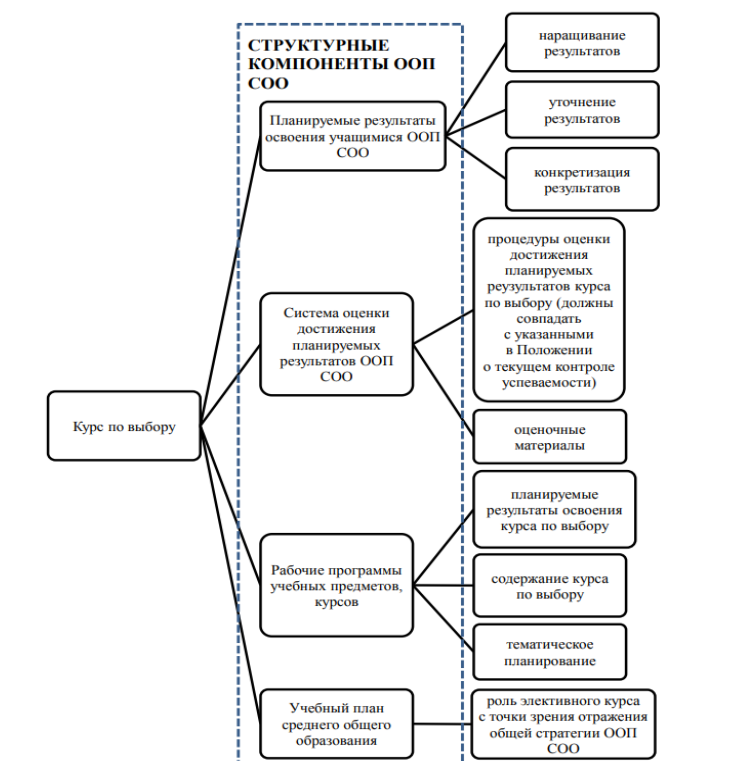 СТРУКТУРНЫЕ
КОМПОНЕНТЫ ООП
СОО
Курс по выбору
Планируемые результаты
освоения учащимися ООП
СОО
наращивание
результатов
уточнение
результатов
конкретизация
результатов
Система оценки
достижения
планируемых
результатов ООП
СОО
процедуры оценки
достижения
планируемых
реузультатов курса
по выбору (должны
совпадать
с указанными
в Положении
о текущем контроле
успеваемости)
оценочные
материалы
Рабочие программы
учебных предметов,
курсов
планируемые
результаты освоения
курса по выбору
содержание курса
по выбору
тематическое
планирование
Учебный план
среднего общего
образования
роль элективного курса
с точки зрения отражения
общей стратегии ООП
СОО